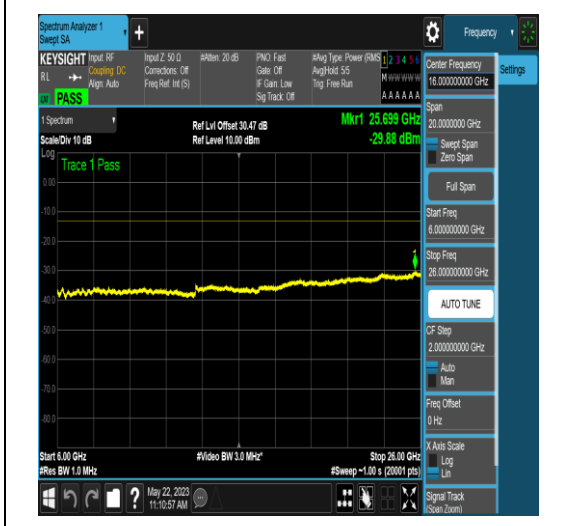 Spectrum Analyzer 1
Swept SA
+
Frequency
KEYSIGHT
RL
PASS
Input: RF
Coupling: DC
Align: Auto
Input Z: 50 Ω
Corrections: Off
Freq Ref: Int (S)
#Atten: 20 dB
PNO: Fast
Gate: Off
IF Gain: Low
Sig Track: Off
#Avg Type: Power (RMS)
Avg|Hold: 5/5
Trig: Free Run
1 2 3 4 5 6
M W W W W W
A A A A A A
Center Frequency
16.000000000 GHz
Settings
Span
20.0000000 GHz
Swept Span
Zero Span
Full Span
Start Freq
6.000000000 GHz
Stop Freq
26.000000000 GHz
AUTO TUNE
CF Step
2.000000000 GHz
Auto
Man
Freq Offset
0 Hz
X Axis Scale
Log
Lin
Signal Track
(Span Zoom)
1 Spectrum
Scale/Div 10 dB
Ref Lvl Offset 30.47 dB
Ref Level 10.00 dBm
Mkr1 25.699 GHz
-29.88 dBm
Log
Trace 1 Pass
0.00
-10.0
-20.0
-30.0
-40.0
-50.0
-60.0
-70.0
-80.0
Start 6.00 GHz
#Video BW 3.0 MHz*
Stop 26.00 GHz
#Res BW 1.0 MHz
#Sweep ~1.00 s (20001 pts)
?
May 22, 2023
11:10:57 AM